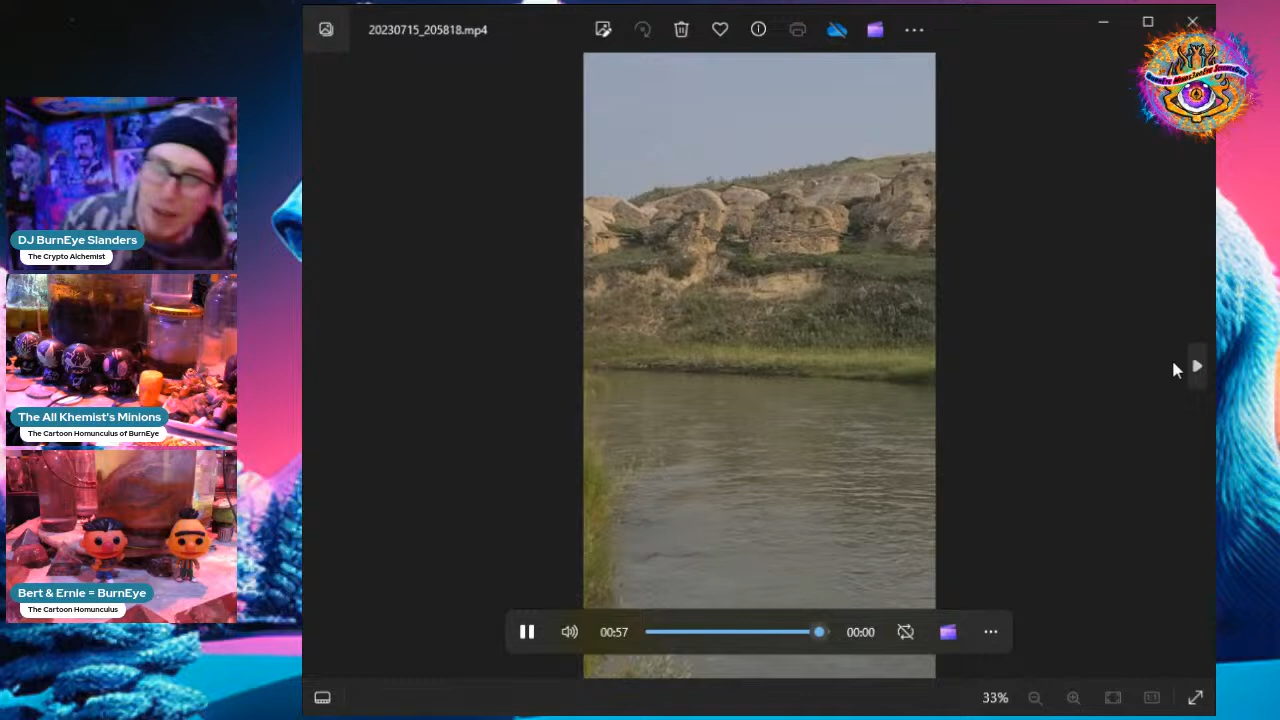 20230715_205818.mp4
DJ BurnEye Slanders
The Crypto Alchemist
The All Khemist's Minions
The Cartoon Homunculus of BurnEye
Bert & Ernie = BurnEye
The Cartoon Homunculus
00:57
00:00
33%